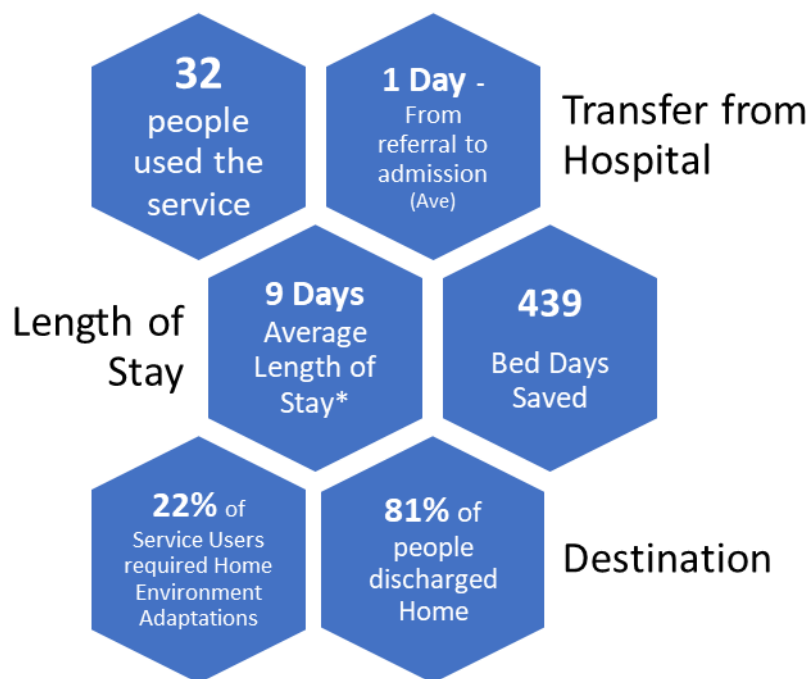 32
people
used the
service
1 Day -
From
referral to
admission
(Ave)
Transfer from
Hospital
Length of
Stay
9 Days
Average
Length of
Stay*
439
Bed Days
Saved
22% of
Service Users
required Home
Environment
Adaptations
81% of
people
discharged
Home
Destination